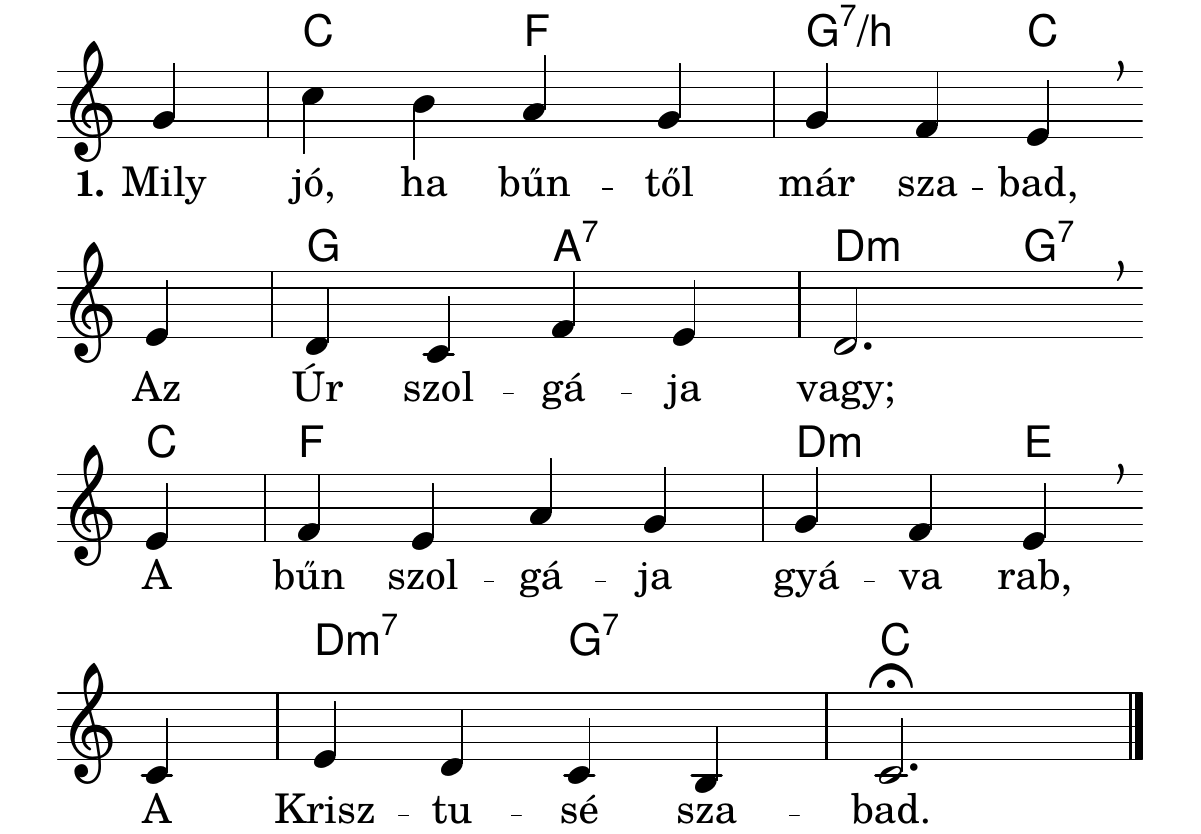 C F G7/h C
1. Mily jó, ha bűn - től már sza - bad,
G A7 Dm G7
Az Úr szol - gá - ja vagy;
C F Dm E
A bűn szol - gá - ja gyá - va rab,
Dm7 G7 C
A Krisz - tu - sé sza - bad.